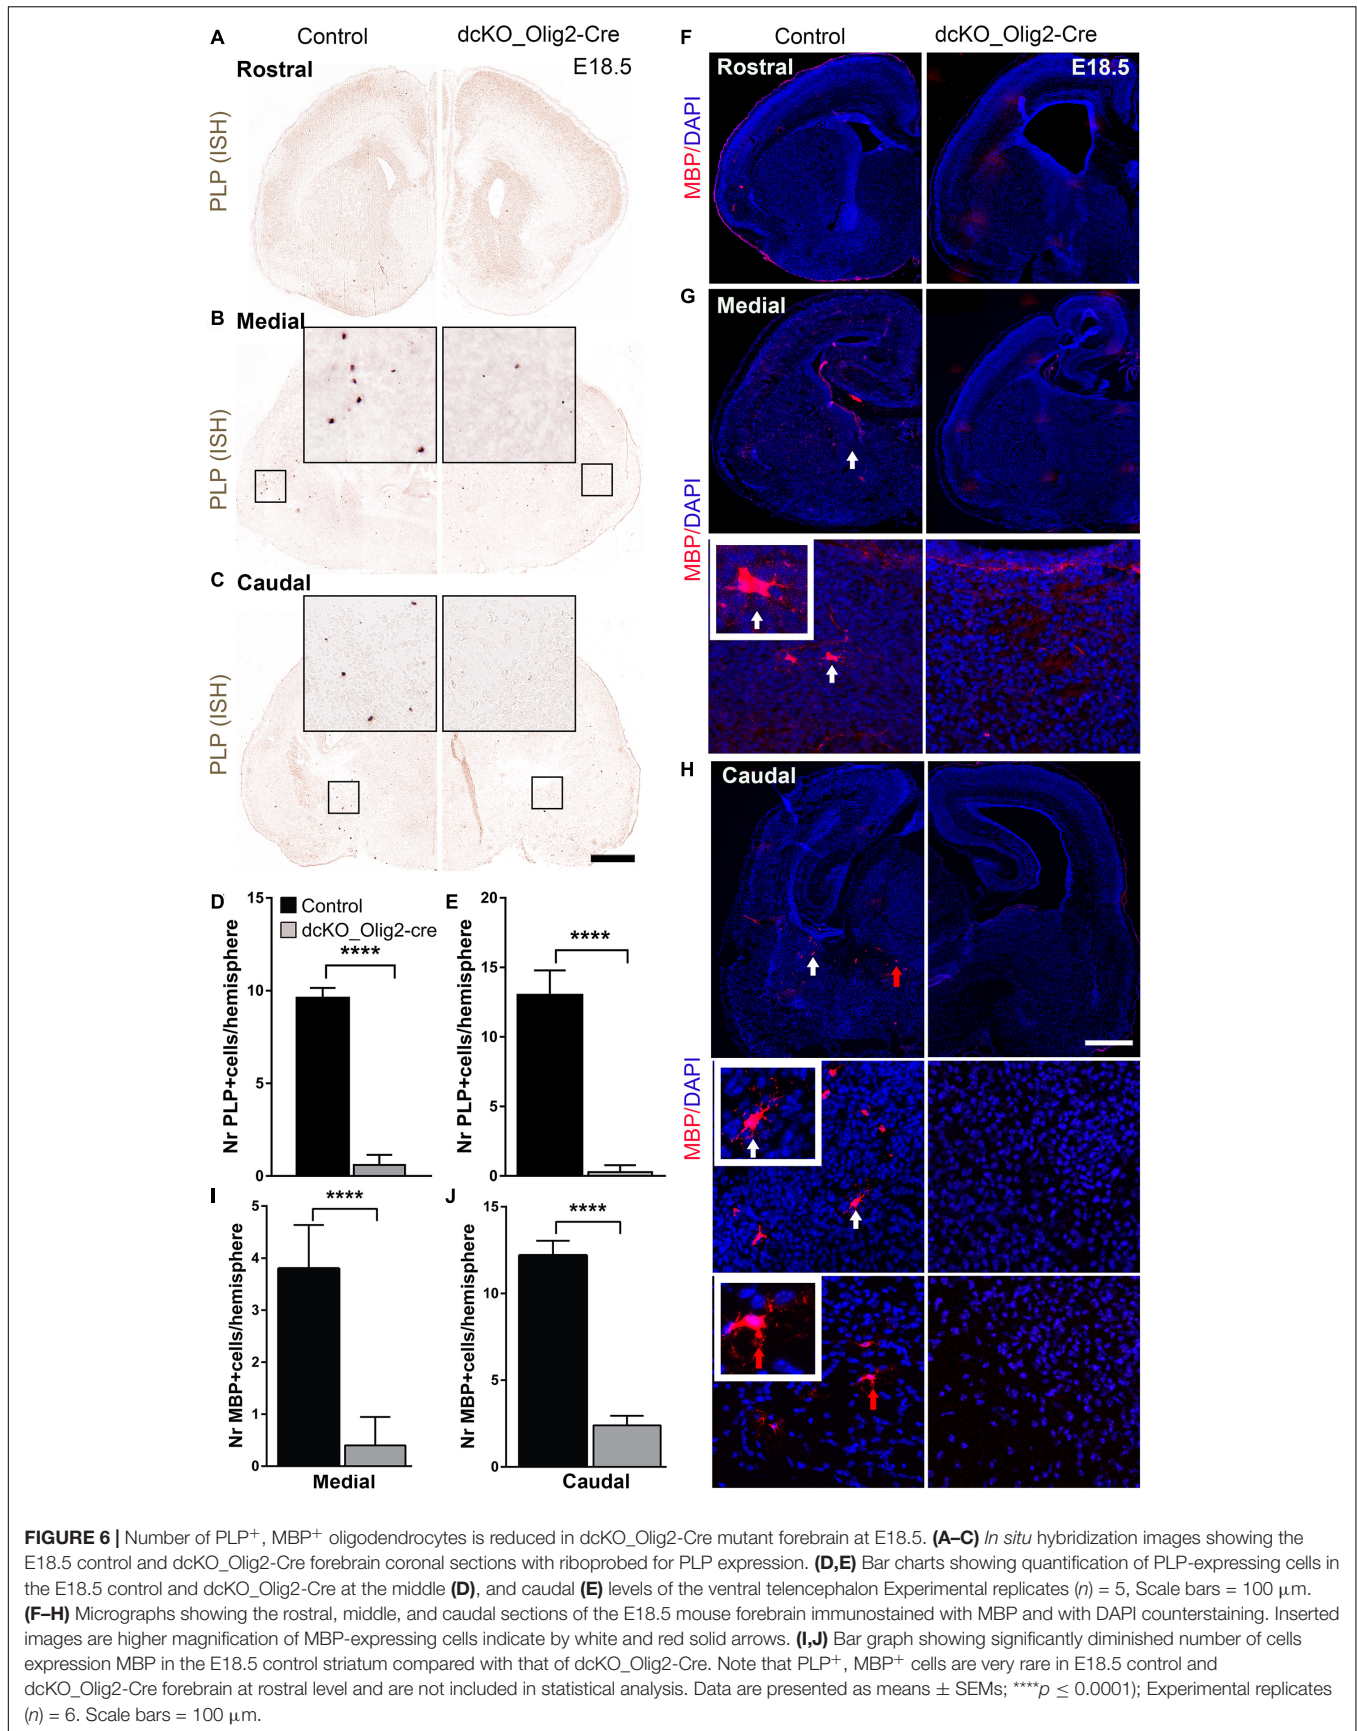 A
Control
dcKO_Olig2-Cre
Rostral
E18.5
PLP (ISH)
B
Medial
PLP (ISH)
C
Caudal
PLP (ISH)
D
15
10
5
0
Nr PLP+cells/hemisphere
Control
dcKO_Olig2-cre
****
E
20
15
10
5
0
Nr PLP+cells/hemisphere
****
I
5
4
3
2
1
0
Nr MBP+cells/hemisphere
****
Medial
J
15
10
5
0
Nr MBP+cells/hemisphere
****
Caudal
F
Control
dcKO_Olig2-Cre
Rostral
E18.5
MBP/DAPI
G
Medial
MBP/DAPI
H
Caudal
MBP/DAPI
FIGURE 6 | Number of PLP+, MBP+ oligodendrocytes is reduced in dcKO_Olig2-Cre mutant forebrain at E18.5. (A–C) In situ hybridization images showing the
E18.5 control and dcKO_Olig2-Cre forebrain coronal sections with riboprobed for PLP expression. (D,E) Bar charts showing quantification of PLP-expressing cells in
the E18.5 control and dcKO_Olig2-Cre at the middle (D), and caudal (E) levels of the ventral telencephalon Experimental replicates (n) = 5, Scale bars = 100 μm.
(F–H) Micrographs showing the rostral, middle, and caudal sections of the E18.5 mouse forebrain immunostained with MBP and with DAPI counterstaining. Inserted
images are higher magnification of MBP-expressing cells indicate by white and red solid arrows. (I,J) Bar graph showing significantly diminished number of cells
expression MBP in the E18.5 control striatum compared with that of dcKO_Olig2-Cre. Note that PLP+, MBP+ cells are very rare in E18.5 control and
dcKO_Olig2-Cre forebrain at rostral level and are not included in statistical analysis. Data are presented as means ± SEMs; ****p ≤ 0.0001); Experimental replicates
(n) = 6. Scale bars = 100 μm.